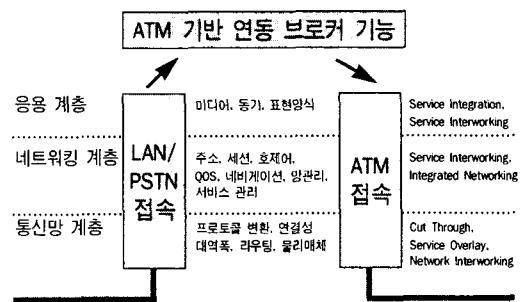 ATM 기반 연동 브로커 기능
응용 계층
미디어, 동기, 표현양식
Service Integration,
Service Interworking
네트워킹 계층
LAN/
PSTN
접속
주소, 세션, 호제어,
QOS, 네비게이션, 망관리,
서비스 관리
ATM
접속
Service Interworking,
Integrated Networking
통신망 계층
프로토콜 변환, 연결성
대역폭, 라우팅, 물리매체
Cut Through,
Service Overlay,
Network Interworking